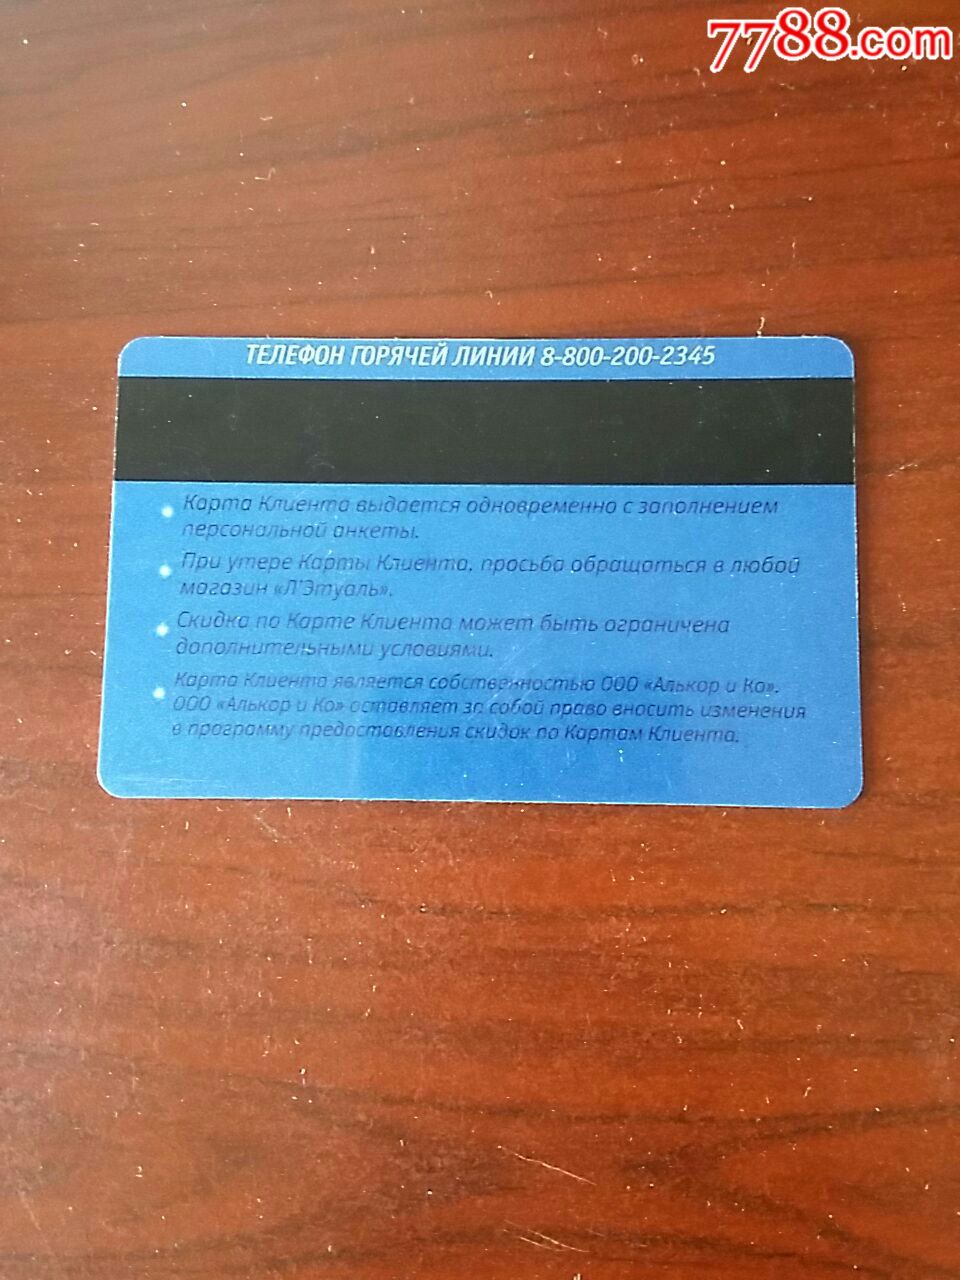 7788.com
ТЕЛЕФОН ГОРЯЧЕЙ ЛИНИИ 8-800-200-2345
Карта Клиента выдается одновременно с заполнением
персональной анкеты.
При утере Карты Клиента, просьба обращаться в любой
магазин «Л'Этуаль».
Скидка по Карте Клиента может быть ограничена
дополнительными условиями.
Карта Клиента является собственностью ООО «Алькор и Ко».
ООО «Алькор и Ко» оставляет за собой право вносить изменения
в программу предоставления скидок по Картам Клиента.